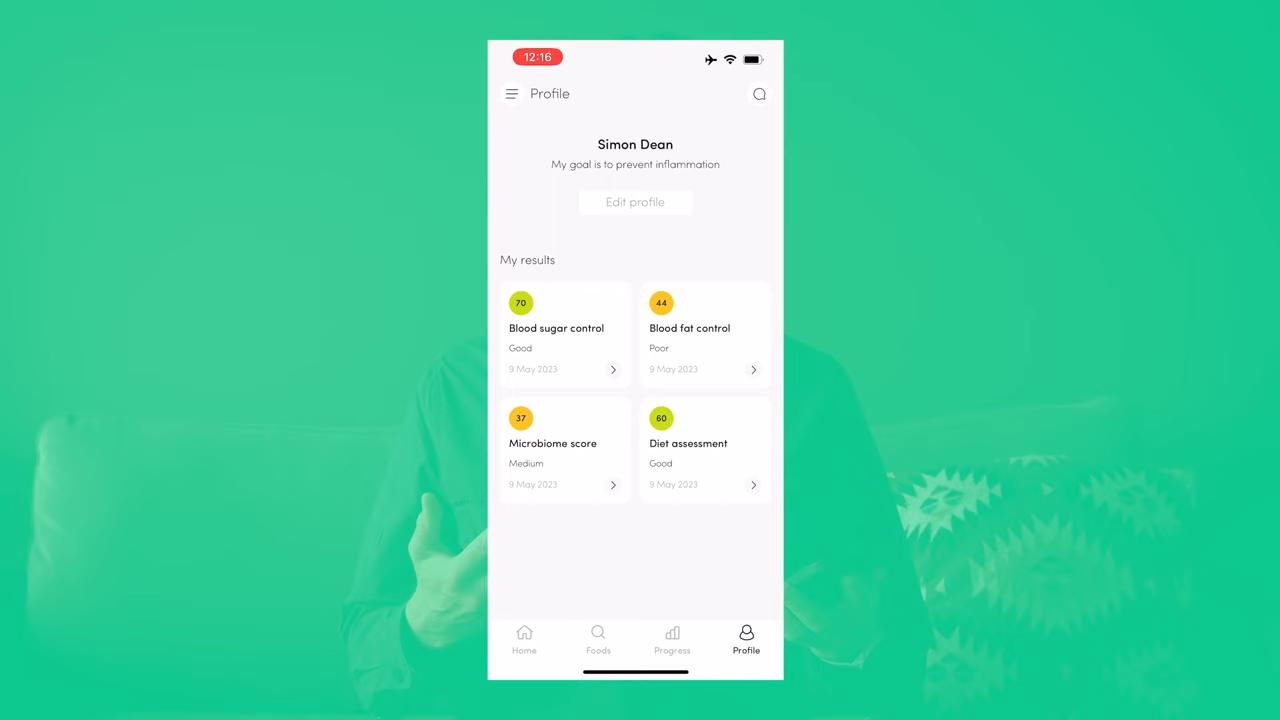 12:16
Profile
Simon Dean
My goal is to prevent inflammation
Edit profile
My results
70
Blood sugar control
Good
9 May 2023
44
Blood fat control
Poor
9 May 2023
37
Microbiome score
Medium
9 May 2023
60
Diet assessment
Good
9 May 2023
Home
Foods
Progress
Profile